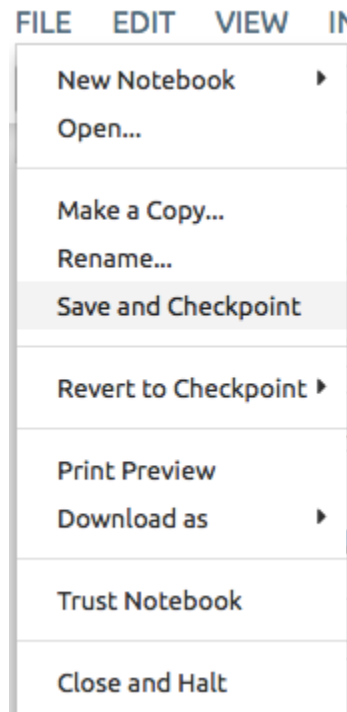 FILE EDIT VIEW
New Notebook
Open...
Make a Copy...
Rename...
Save and Checkpoint
Revert to Checkpoint
Print Preview
Download as
Trust Notebook
Close and Halt